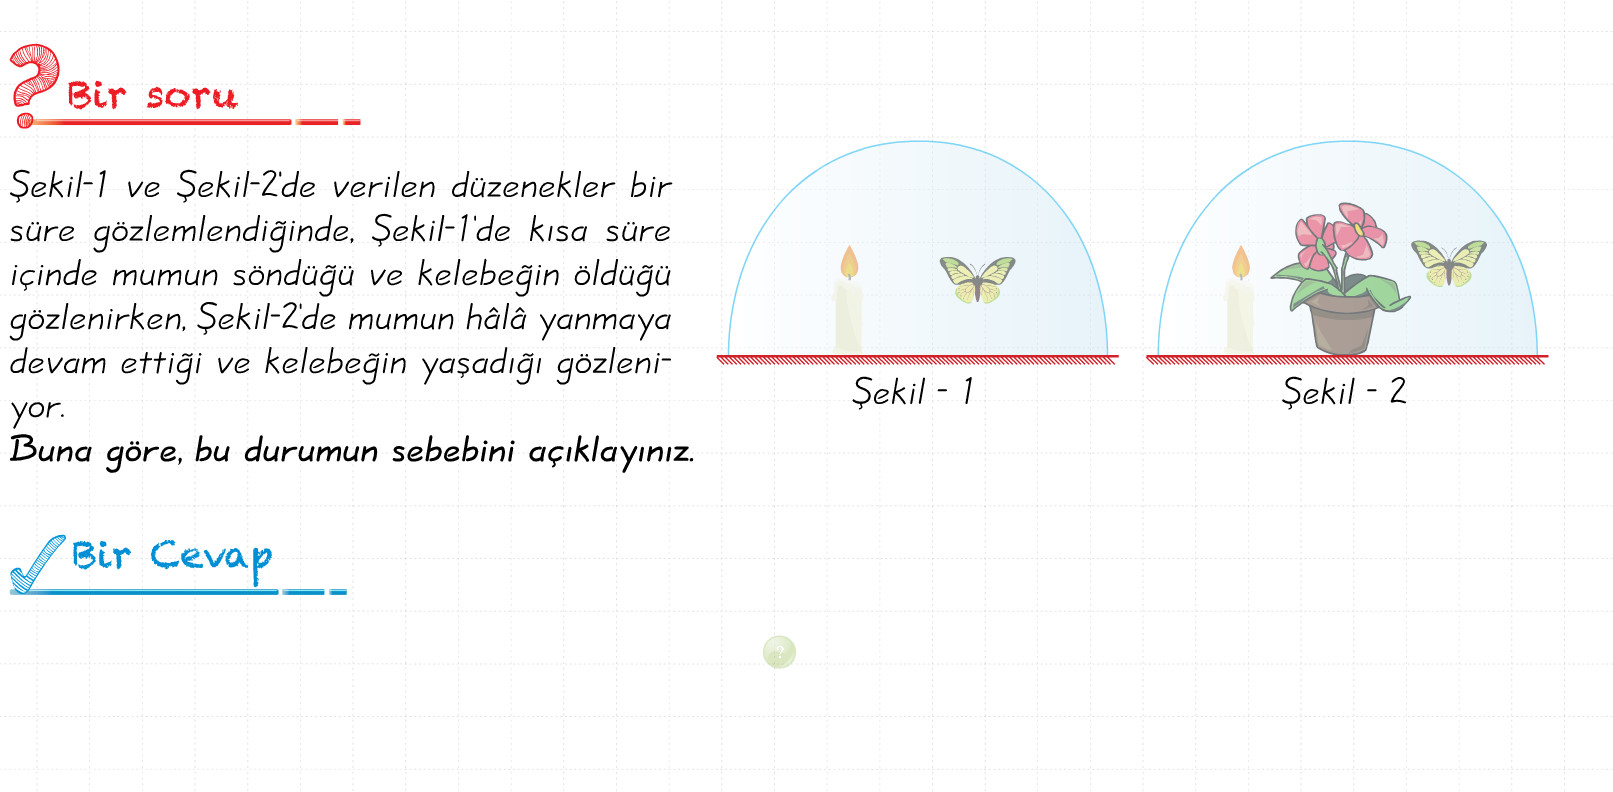 ?
Bir soru
Şekil-1 ve Şekil-2'de verilen düzenekler bir
süre gözlemlendiğinde, Şekil-1'de kısa süre
içinde mumun söndüğü ve kelebeğin öldüğü
gözlenirken, Şekil-2'de mumun hâlâ yanmaya
devam ettiği ve kelebeğin yaşadığı gözleni-
yor.
Buna göre, bu durumun sebebini açıklayınız.
Şekil - 1
Şekil - 2
Bir Cevap
?